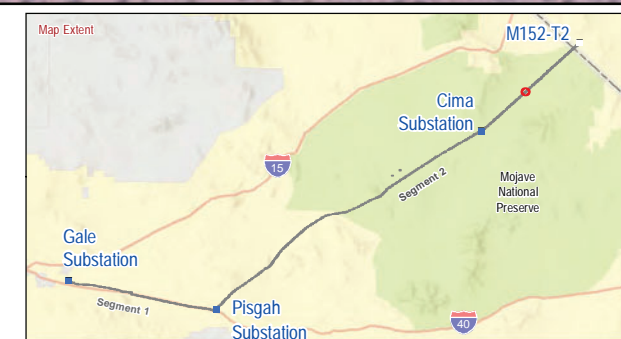 Map Extent
M152-T2
Cima
Substation
15
Segment 2
Mojave
National
Preserve
Gale
Substation
Segment 1
Pisgah
Substation
40